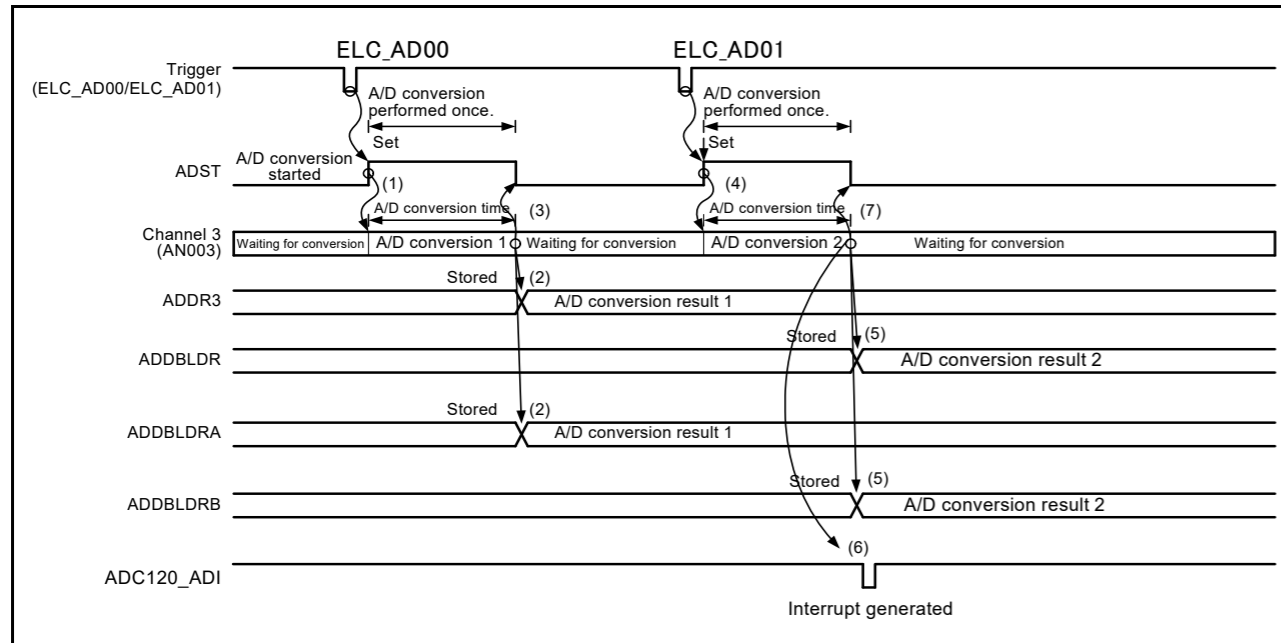 ELC_AD00 ELC_AD01
Trigger
(ELC_AD00/ELC_AD01)
A/D conversion
performed once.
A/D conversion
performed once.
Set
Set
ADST
A/D conversion
started
(1)
(4)
A/D conversion time
(3)
A/D conversion time
(7)
Channel 3
(AN003)
Waiting for conversion
A/D conversion 1
Waiting for conversion
A/D conversion 2
Waiting for conversion
Stored (2)
ADDR3
A/D conversion result 1
Stored (5)
ADDBLDR
A/D conversion result 2
Stored (2)
ADDBLDRA
A/D conversion result 1
Stored (5)
ADDBLDRB
A/D conversion result 2
(6)
ADC120_ADI
Interrupt generated